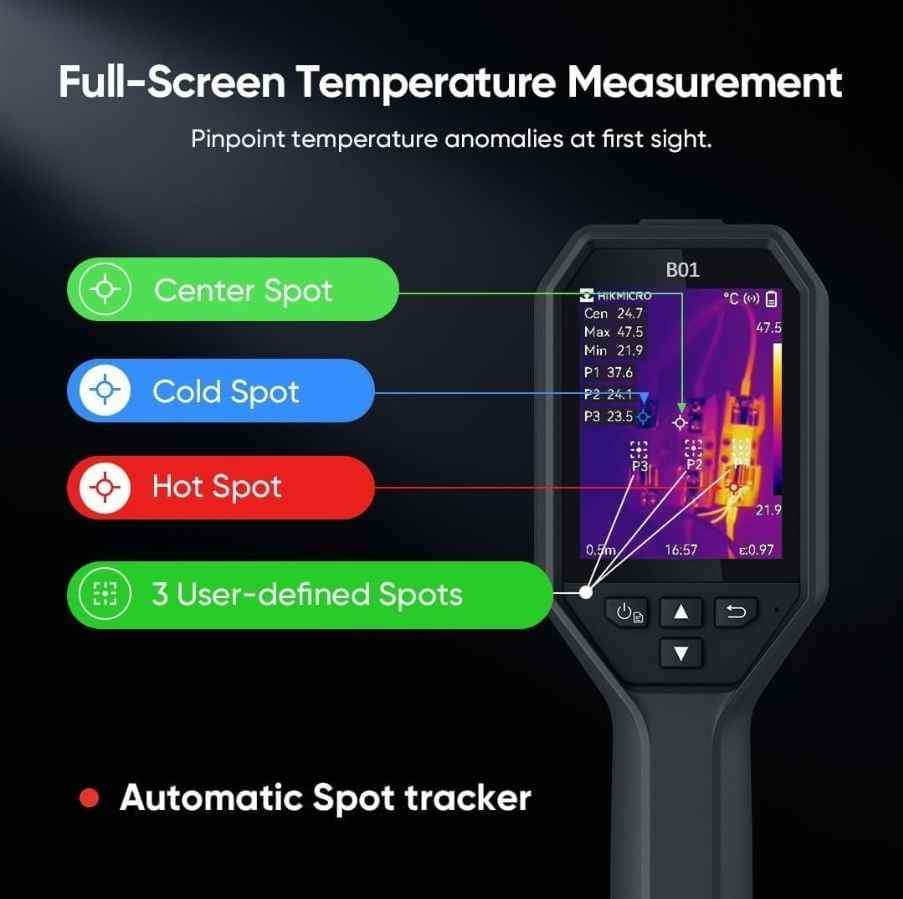 Full-Screen Temperature Measurement
Pinpoint temperature anomalies at first sight.
B01
Center Spot
HIKMICRO
°C
Cen 24.7
Max 47.5
Min 21.9
47.5
P1 37.6
P2 24.1
P3 23.5
Cold Spot
P3
P2
Hot Spot
21.9
0.5m
16:57
ε:0.97
3 User-defined Spots
Automatic Spot tracker